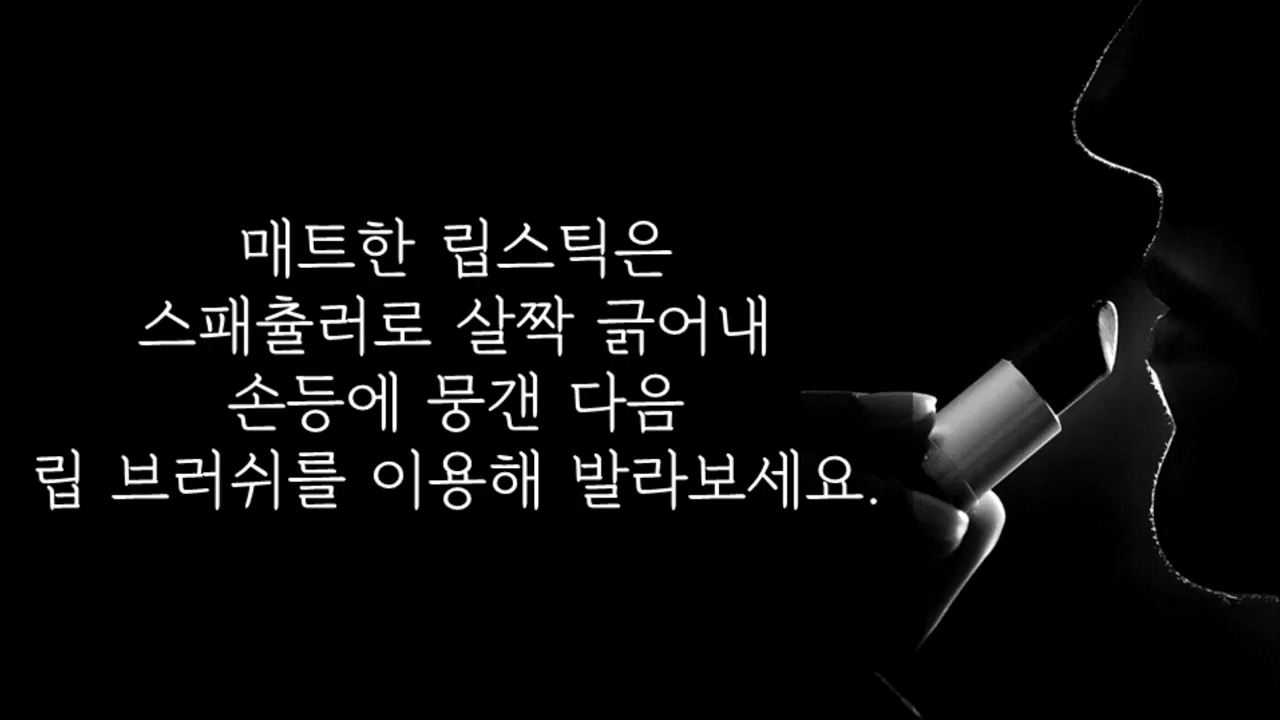 매트한 립스틱은
스패츌러로 살짝 긁어내
손등에 뭉갠 다음
립 브러쉬를 이용해 발라보세요.